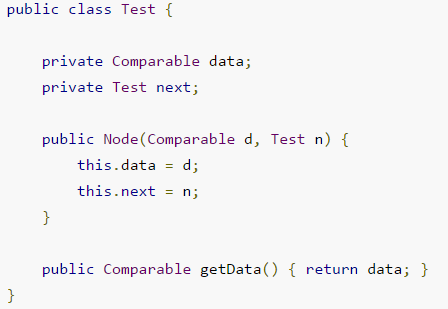 public class Test {
private Comparable data;
private Test next;
public Node(Comparable d, Test n) {
this.data = d;
this.next = n;
}
public Comparable getData() { return data; }
}